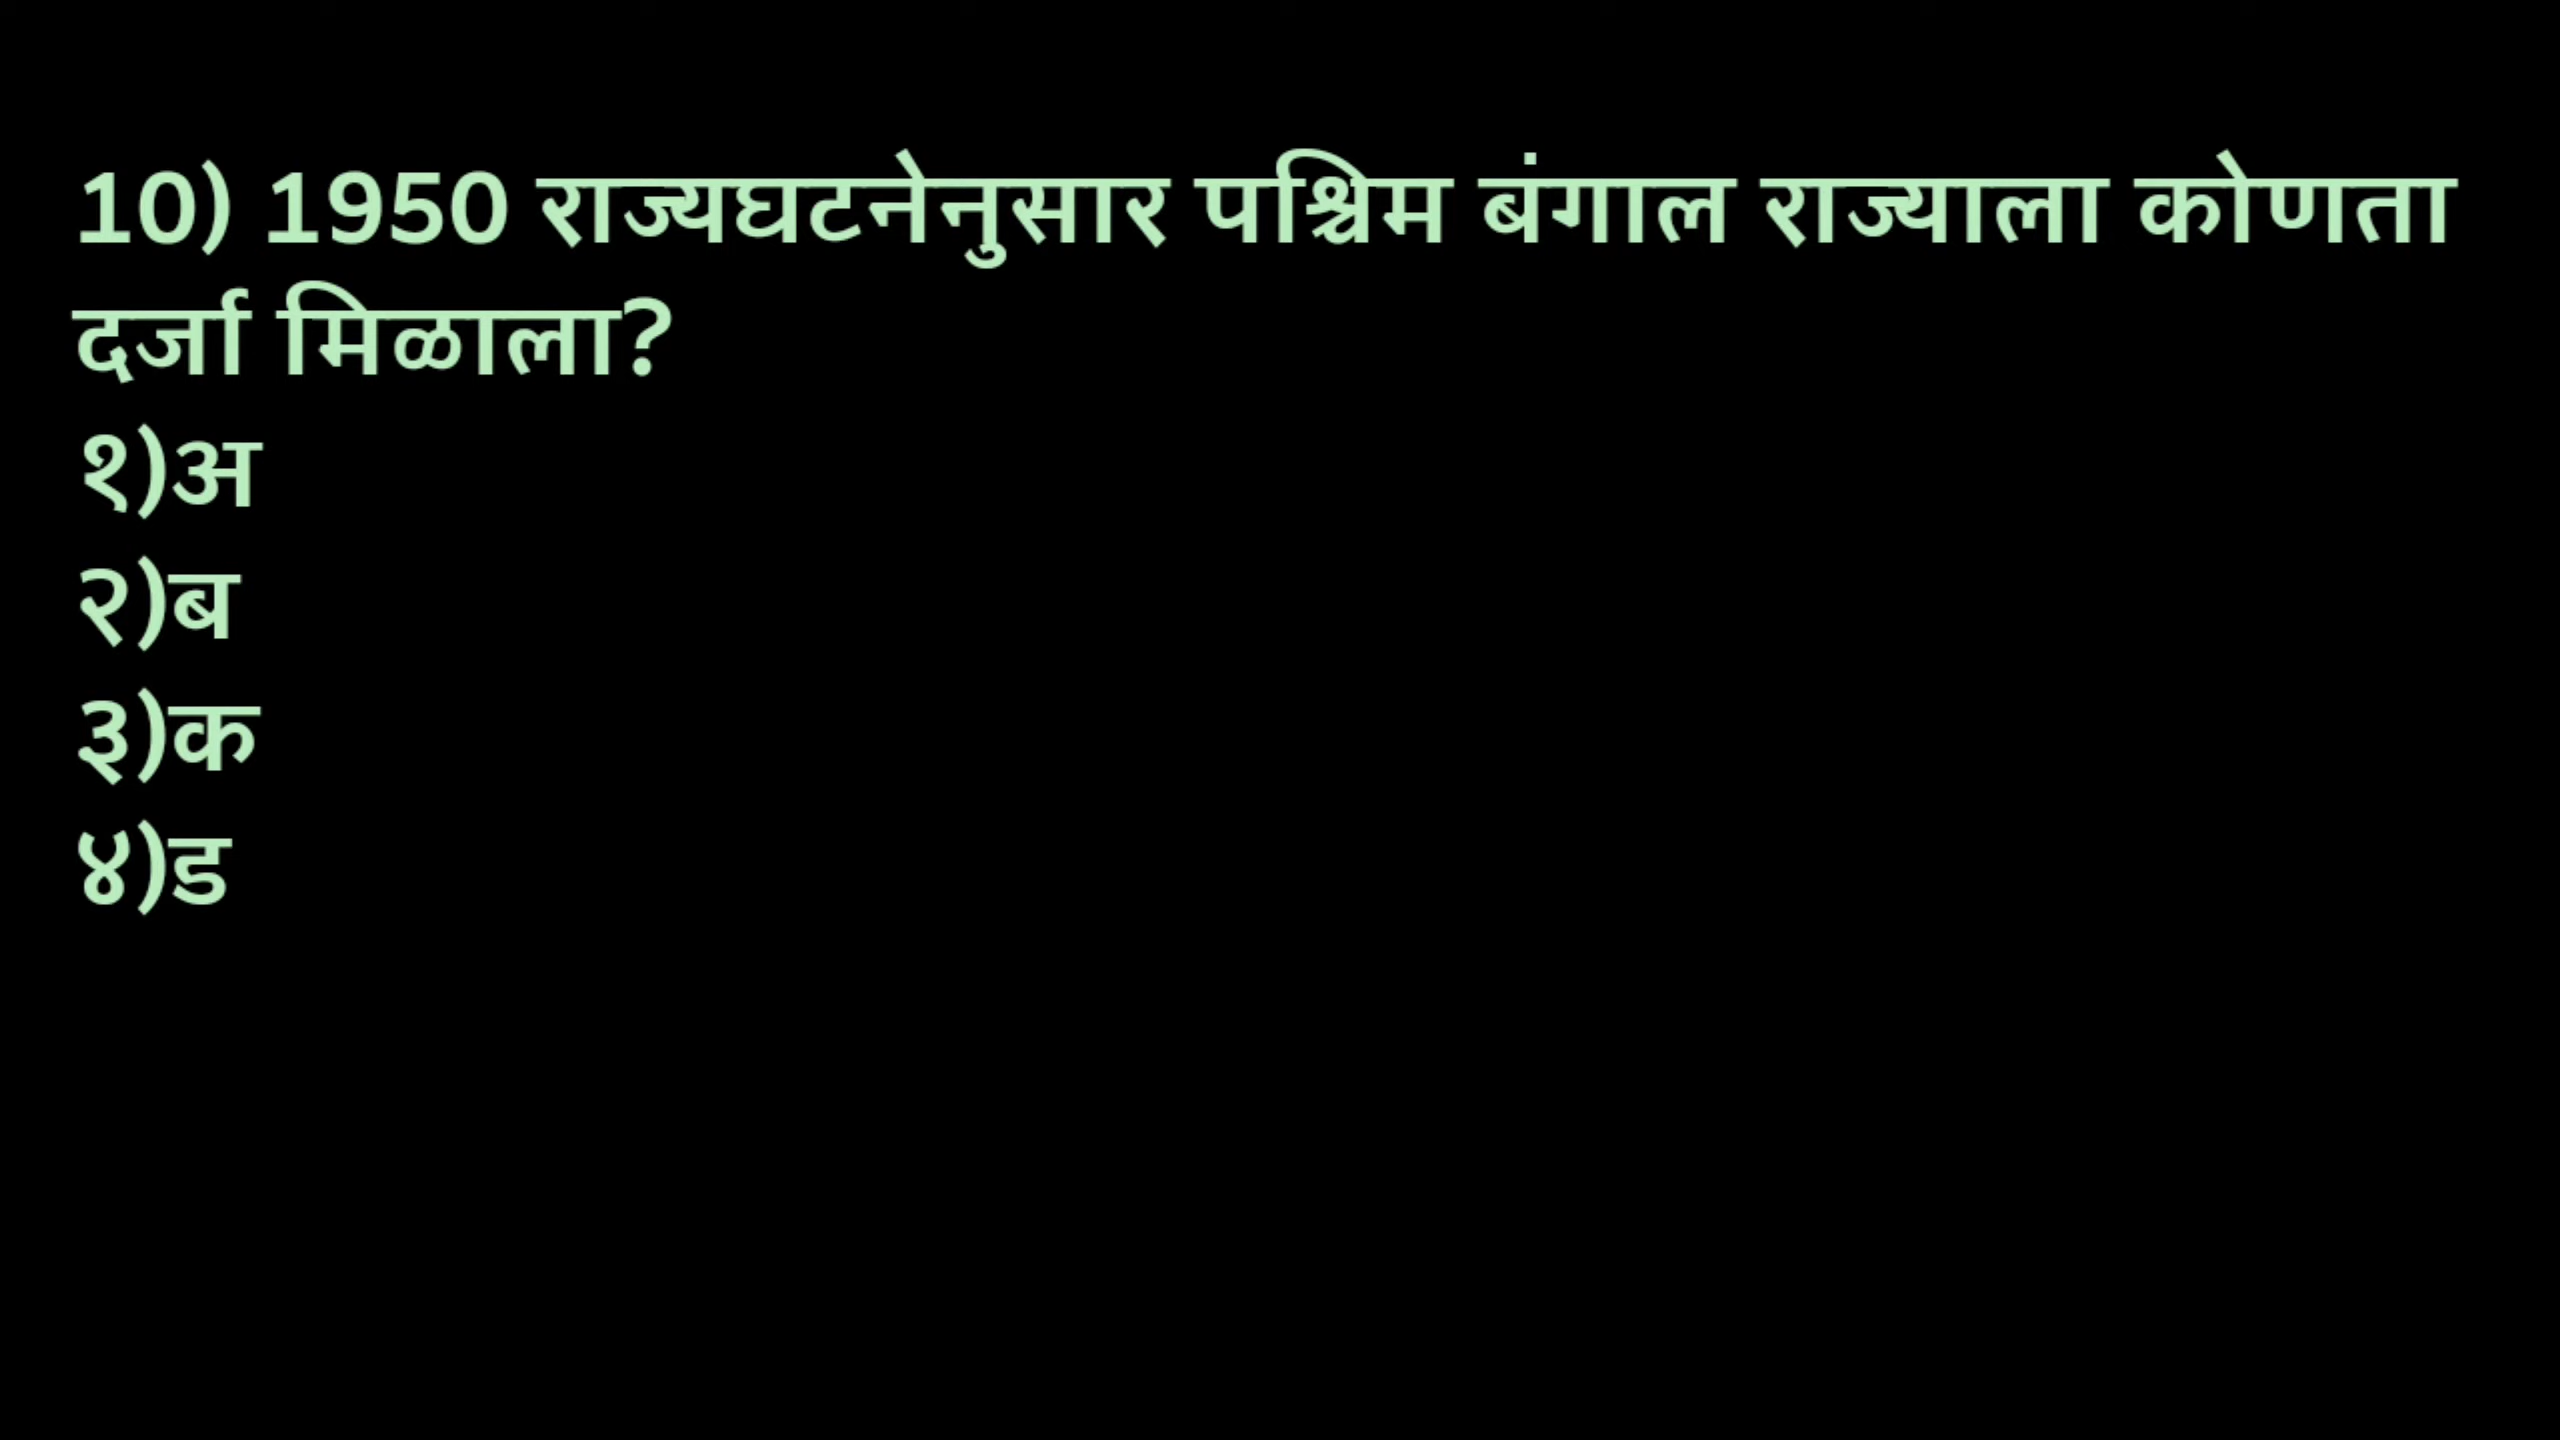 10) 1950 राज्यघटनेनुसार पश्चिम बंगाल राज्याला कोणता
दर्जा मिळाला?
१)अ
२)ब
३)क
४)ड